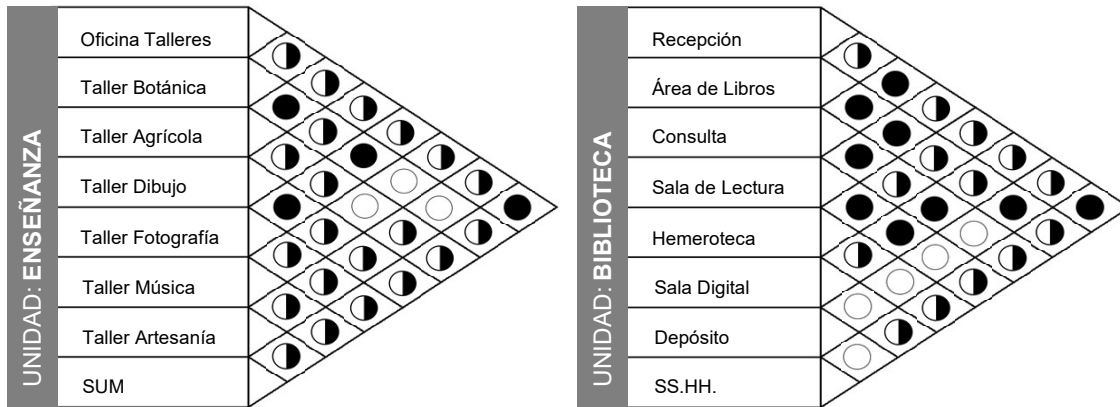 UNIDAD: ENSEÑANZA
Oficina Talleres
Taller Botánica
Taller Agrícola
Taller Dibujo
Taller Fotografía
Taller Música
Taller Artesanía
SUM
UNIDAD: BIBLIOTECA
Recepción
Área de Libros
Consulta
Sala de Lectura
Hemeroteca
Sala Digital
Depósito
SS.HH.